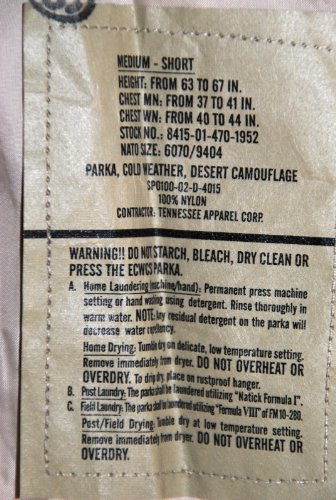 MEDIUM - SHORT
HEIGHT: FROM 63 TO 67 IN.
CHEST MN: FROM 37 TO 41 IN.
CHEST WN: FROM 40 TO 44 IN.
STOCK NO.: 8415-01-470-1952
NATO SIZE: 6070/9404
PARKA, COLD WEATHER, DESERT CAMOUFLAGE
SPO100-02-D-4015
100% NYLON
CONTRACTOR: TENNESSEE APPAREL CORP.
WARNING!! DO NOT STARCH, BLEACH, DRY CLEAN OR
PRESS THE ECWCS PARKA.
A. Home Laundering (machine/hand): Permanent press machine
setting or hand washing using detergent. Rinse thoroughly in
warm water. NOTE: Any residual detergent on the parka will
decrease water repellency.
Home Drying: Tumble dry on delicate, low temperature setting.
Remove immediately from dryer. DO NOT OVERHEAT OR
OVERDRY. To drip dry, place on rustproof hanger.
B. Post Laundry: The parka shall be laundered utilizing "Natick Formula I".
C. Field Laundry: The parka shall be laundered utilizing "Formula VIII" of FM 10-280.
Post/Field Drying: Tumble dry at low temperature setting.
Remove immediately from dryer. DO NOT OVERHEAT OR
OVERDRY.